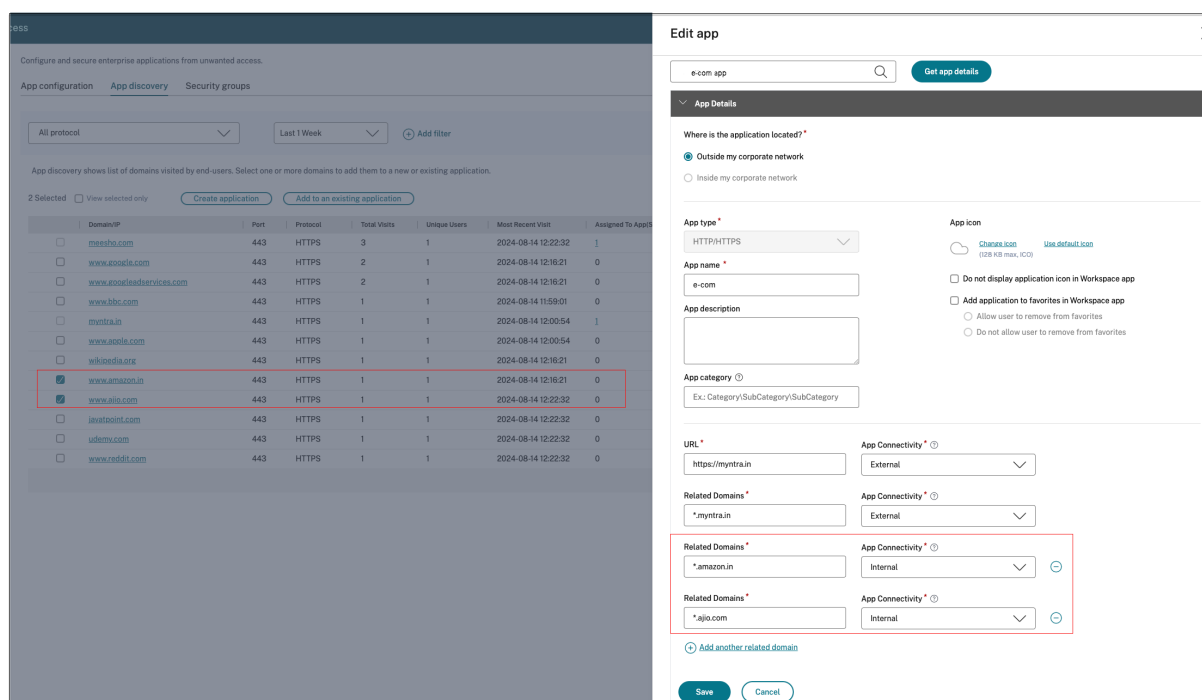 cess
Configure and secure enterprise applications from unwanted access.
App configuration App discovery Security groups
All protocol Last 1 Week Add filter
App discovery shows list of domains visited by end-users. Select one or more domains to add them to a new or existing application.
2 Selected View selected only Create application Add to an existing application
Domain/IP Port Protocol Total Visits Unique Users Most Recent Visit Assigned To App(S
meesho.com 443 HTTPS 3 1 2024-08-14 12:22:32 1
www.google.com 443 HTTPS 2 1 2024-08-14 12:16:21 0
www.googleadservices.com 443 HTTPS 2 1 2024-08-14 12:16:21 0
www.bbc.com 443 HTTPS 1 1 2024-08-14 11:59:01 0
myntra.in 443 HTTPS 1 1 2024-08-14 12:00:54 1
www.apple.com 443 HTTPS 1 1 2024-08-14 12:00:54 0
wikipedia.org 443 HTTPS 1 1 2024-08-14 12:16:21 0
www.amazon.in 443 HTTPS 1 1 2024-08-14 12:16:21 0
www.ajio.com 443 HTTPS 1 1 2024-08-14 12:22:32 0
javatpoint.com 443 HTTPS 1 1 2024-08-14 12:22:32 0
udemy.com 443 HTTPS 1 1 2024-08-14 12:22:32 0
www.reddit.com 443 HTTPS 1 1 2024-08-14 12:22:32 0
Edit app
e-com app Get app details
App Details
Where is the application located? *
Outside my corporate network
Inside my corporate network
App type *
HTTP/HTTPS
App name *
e-com
App description
App category ?
Ex.: Category\SubCategory\SubCategory
App icon
Change icon Use default icon
(128 KB max, ICO)
Do not display application icon in Workspace app
Add application to favorites in Workspace app
Allow user to remove from favorites
Do not allow user to remove from favorites
URL * App Connectivity * ?
https://myntra.in External
Related Domains * App Connectivity * ?
*.myntra.in External
Related Domains * App Connectivity * ?
*.amazon.in Internal
Related Domains * App Connectivity * ?
*.ajio.com Internal
Add another related domain
Save Cancel